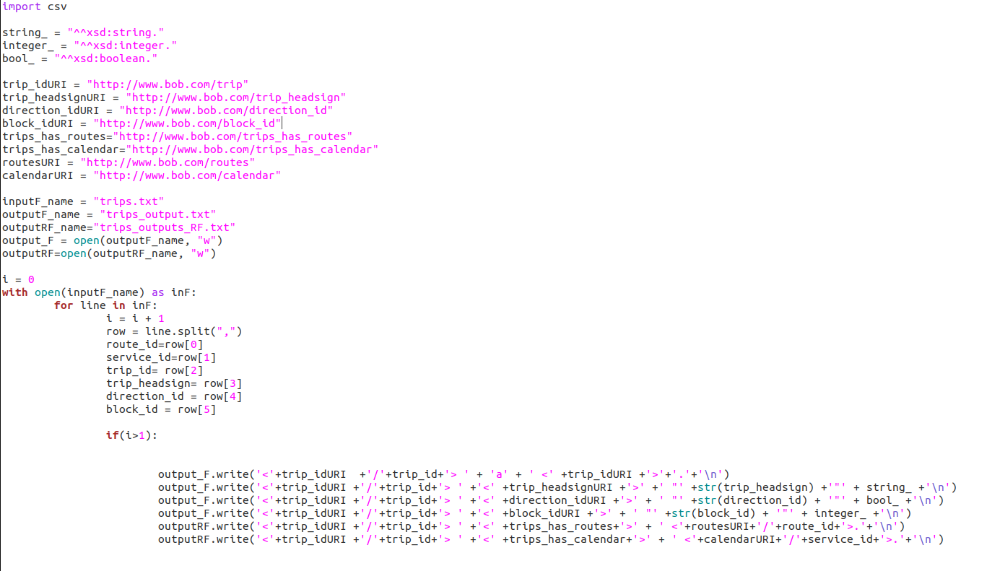 import csv
string_ = "^^xsd:string."
integer_ = "^^xsd:integer."
bool_ = "^^xsd:boolean."
trip_idURI = "http://www.bob.com/trip"
trip_headsignURI = "http://www.bob.com/trip_headsign"
direction_idURI = "http://www.bob.com/direction_id"
block_idURI = "http://www.bob.com/block_id"
trips_has_routes="http://www.bob.com/trips_has_routes"
trips_has_calendar="http://www.bob.com/trips_has_calendar"
routesURI = "http://www.bob.com/routes"
calendarURI = "http://www.bob.com/calendar"
inputF_name = "trips.txt"
outputF_name = "trips_output.txt"
outputRF_name="trips_outputs_RF.txt"
output_F = open(outputF_name, "w")
outputRF=open(outputRF_name, "w")
i = 0
with open(inputF_name) as inF:
        for line in inF:
                i = i + 1
                row = line.split(",")
                route_id=row[0]
                service_id=row[1]
                trip_id= row[2]
                trip_headsign= row[3]
                direction_id = row[4]
                block_id = row[5]
                if(i>1):
                        output_F.write('<'+trip_idURI  +'/'+trip_id+'> ' + 'a' + ' <' +trip_idURI +'>'+'.'+'\n')
                        output_F.write('<'+trip_idURI +'/'+trip_id+'> ' +'<' +trip_headsignURI +'>' +' "' +str(trip_headsign) +'"' + string_ +'\n')
                        output_F.write('<'+trip_idURI +'/'+trip_id+'> ' +'<' +direction_idURI +'>' + ' "' +str(direction_id) + '"' + bool_ +'\n')
                        output_F.write('<'+trip_idURI +'/'+trip_id+'> ' +'<' +block_idURI +'>' + ' "' +str(block_id) + '"' + integer_ +'\n')
                        outputRF.write('<'+trip_idURI +'/'+trip_id+'> ' +'<' +trips_has_routes+'>' + ' <'+routesURI+'/'+route_id+'>.'+'\n')
                        outputRF.write('<'+trip_idURI +'/'+trip_id+'> ' +'<' +trips_has_calendar+'>' + ' <'+calendarURI+'/'+service_id+'>.'+'\n')